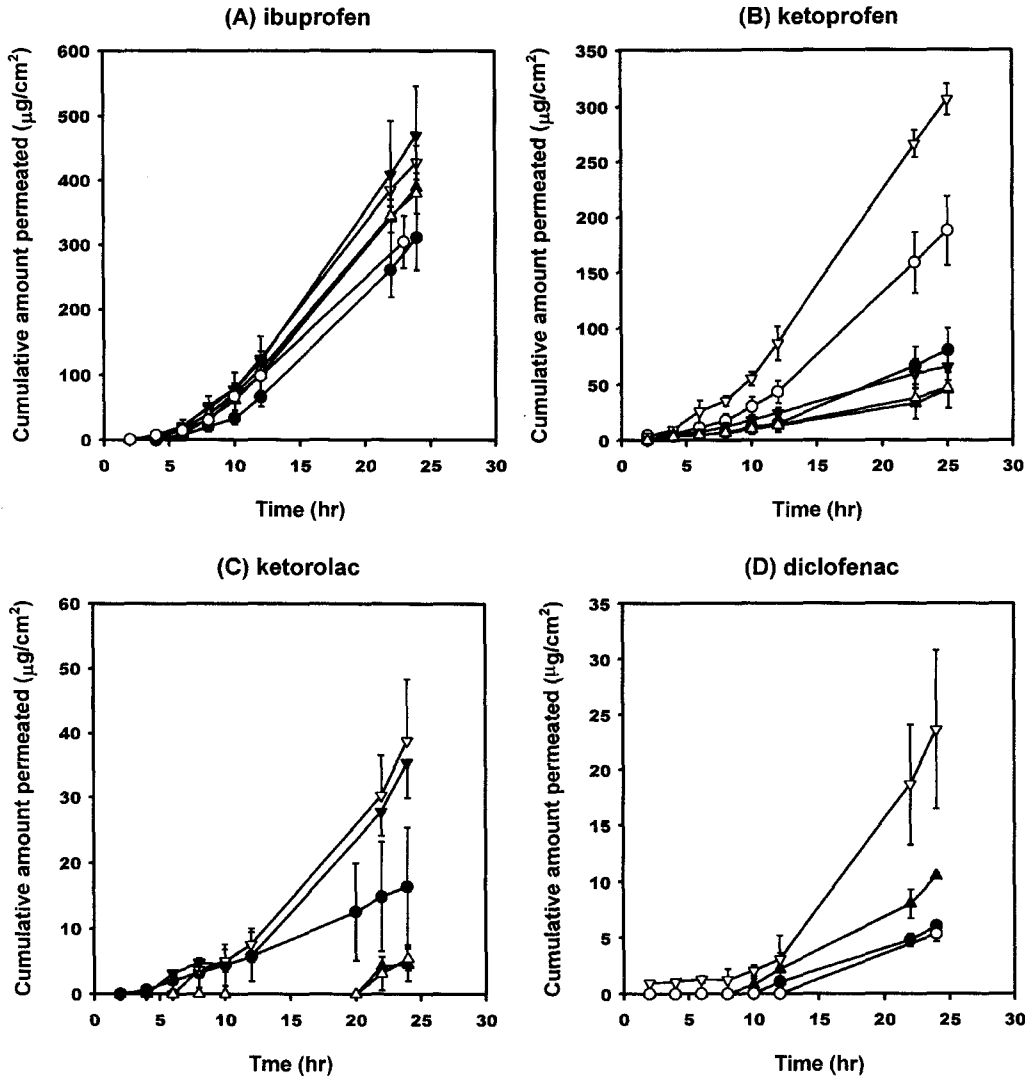 (A) ibuprofen
Cumulative amount permeated (μg/cm²)
600
500
400
300
200
100
0
0 5 10 15 20 25 30
Time (hr)
(B) ketoprofen
Cumulative amount permeated (μg/cm²)
350
300
250
200
150
100
50
0
0 5 10 15 20 25 30
Time (hr)
(C) ketorolac
Cumulative amount permeated (μg/cm²)
60
50
40
30
20
10
0
0 5 10 15 20 25 30
Tme (hr)
(D) diclofenac
Cumulative amount permeated (μg/cm²)
35
30
25
20
15
10
5
0
0 5 10 15 20 25 30
Time (hr)